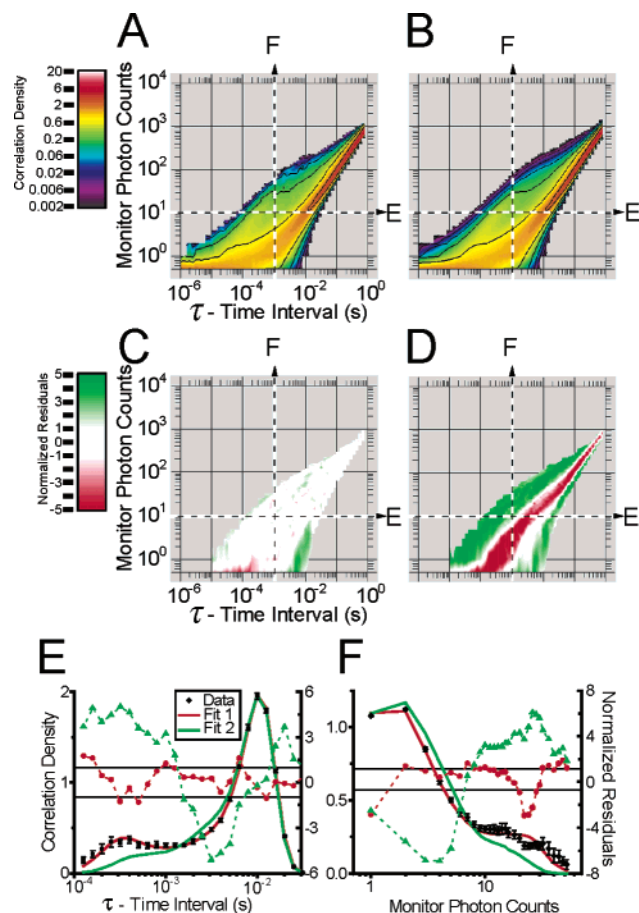 A
B
F
Correlation Density
20
6
2
0.6
0.2
0.06
0.02
0.006
0.002
Monitor Photon Counts
10^4
10^3
10^2
10^1
10^0
E
E
10^-6
10^-4
10^-2
10^0
10^-6
10^-4
10^-2
10^0
τ - Time Interval (s)
C
D
F
F
Normalized Residuals
5
3
1
0
-1
-3
-5
Monitor Photon Counts
10^4
10^3
10^2
10^1
10^0
E
E
10^-6
10^-4
10^-2
10^0
τ - Time Interval (s)
E
F
Correlation Density
2
1
0
Data
Fit 1
Fit 2
6
3
0
-3
-6
10^-4
10^-3
10^-2
τ - Time Interval (s)
1.0
0.5
0.0
8
4
0
-4
-8
Normalized Residuals
1
10
Monitor Photon Counts